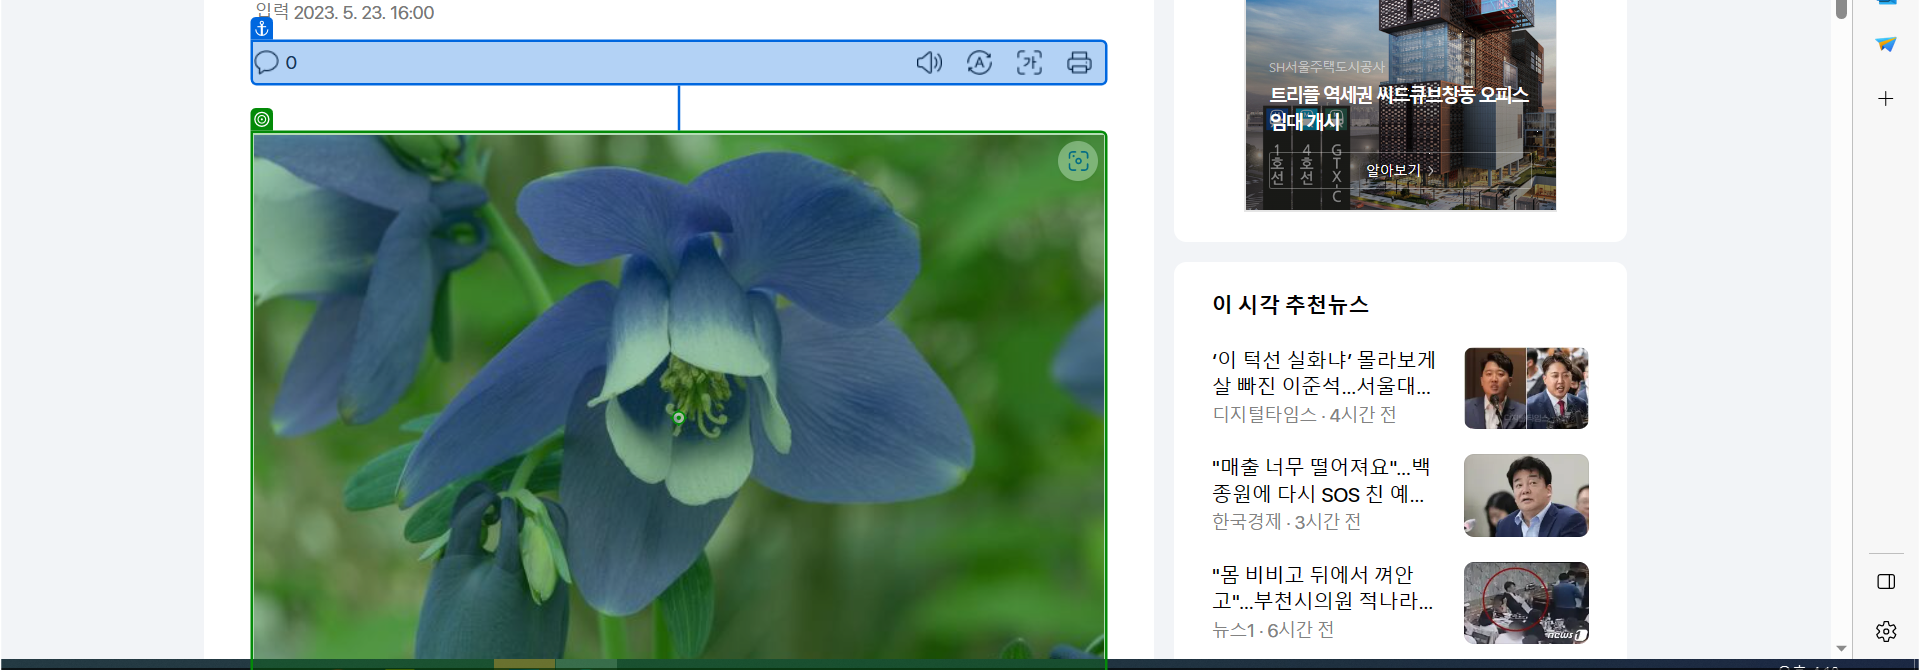 입력 2023. 5. 23. 16:00
0
A
가
SH서울주택도시공사
트리플 역세권 씨드큐브창동 오피스
임대 개시
1호선
4호선
GTX-C
알아보기 >
이 시각 추천뉴스
‘이 턱선 실화냐’ 몰라보게
살 빠진 이준석…서울대…
디지털타임스 · 4시간 전
"매출 너무 떨어져요"…백
종원에 다시 SOS 친 예…
한국경제 · 3시간 전
"몸 비비고 뒤에서 껴안
고"…부천시의원 적나라…
뉴스1 · 6시간 전
news1